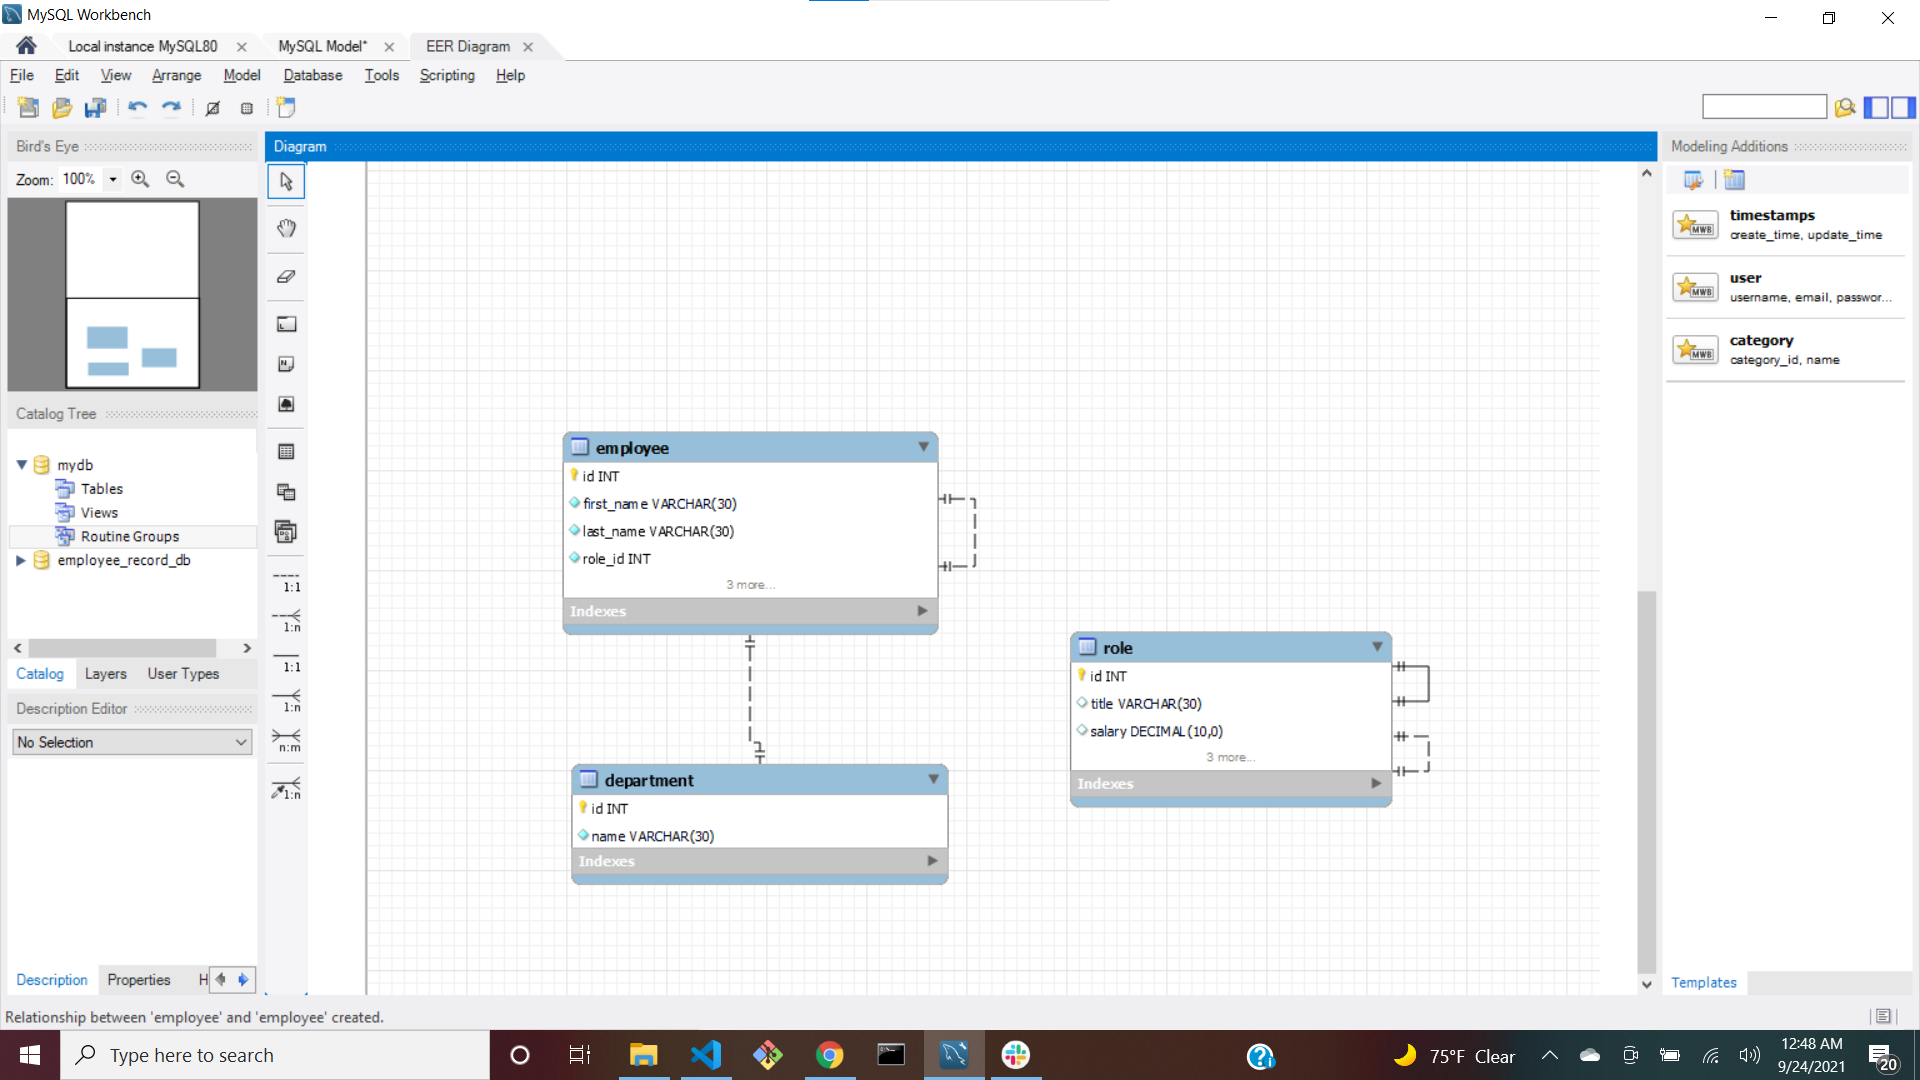 MySQL Workbench
Local instance MySQL80
MySQL Model*
EER Diagram
File Edit View Arrange Model Database Tools Scripting Help
Bird's Eye
Zoom: 100%
Diagram
Modeling Additions
timestamps
create_time, update_time
user
username, email, passwor...
category
category_id, name
Catalog Tree
mydb
Tables
Views
Routine Groups
employee_record_db
Catalog Layers User Types
Description Editor
No Selection
Description Properties H
1:1
1:n
1:1
1:n
n:m
1:n
employee
id INT
first_name VARCHAR(30)
last_name VARCHAR(30)
role_id INT
3 more...
Indexes
role
id INT
title VARCHAR(30)
salary DECIMAL(10,0)
3 more...
Indexes
department
id INT
name VARCHAR(30)
Indexes
Templates
Relationship between 'employee' and 'employee' created.
Type here to search
75°F Clear
12:48 AM
9/24/2021
20
MWB
MWB
MWB